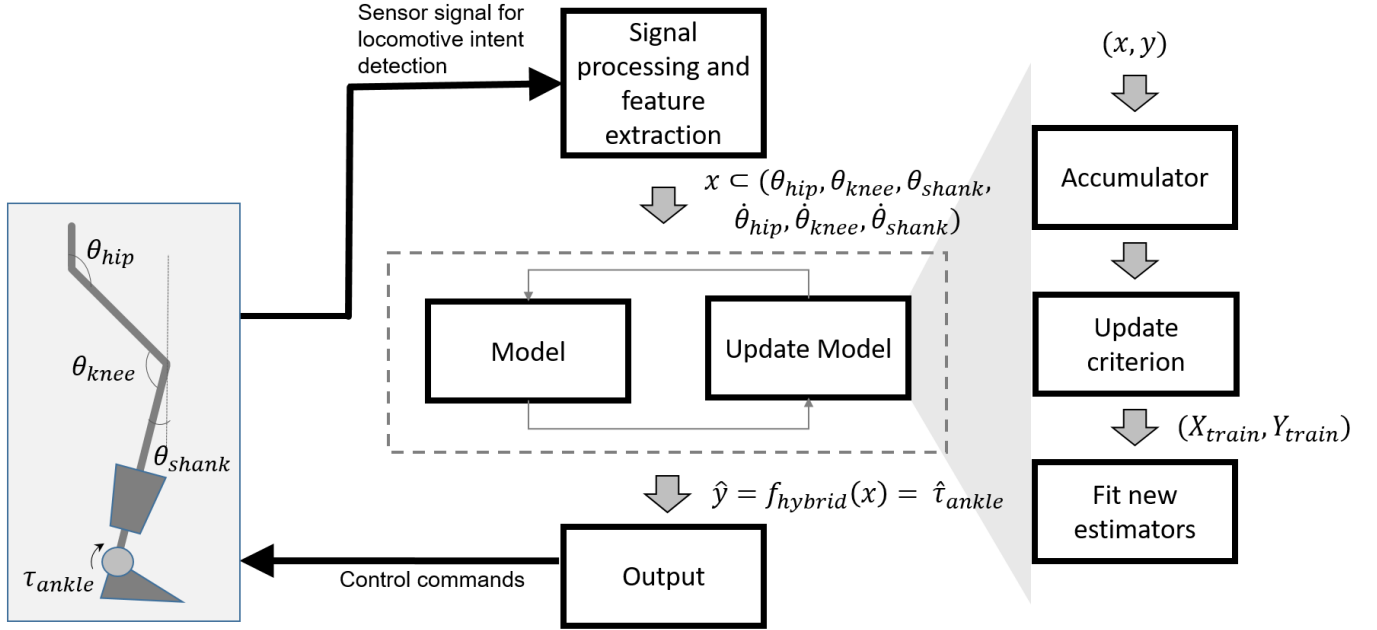 Sensor signal for
locomotive intent
detection
Signal
processing and
feature
extraction
x ⊂ (θ_hip, θ_knee, θ_shank,
θ̇_hip, θ̇_knee, θ̇_shank)
θ_hip
θ_knee
θ_shank
τ_ankle
Model
Update Model
ŷ = f_hybrid(x) = τ̂_ankle
Output
Control commands
(x, y)
Accumulator
Update
criterion
(X_train, Y_train)
Fit new
estimators